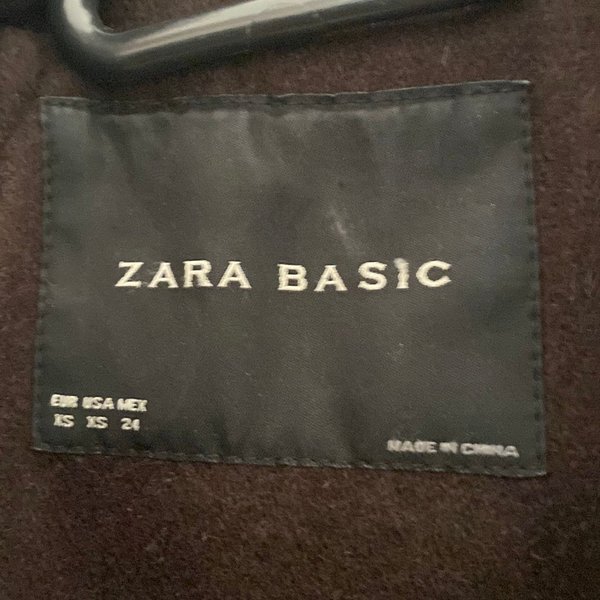 ZARA BASIC
EUR USA MEX
XS XS 24
MADE IN CHINA